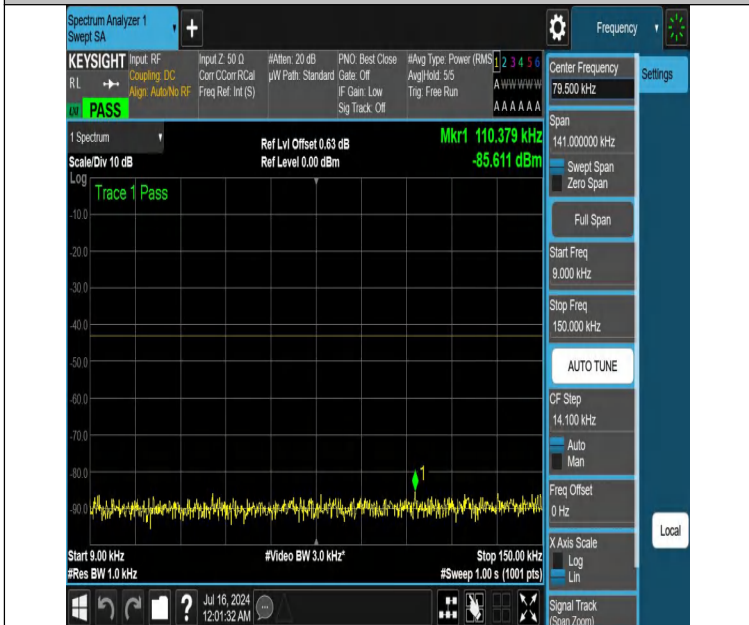 Spectrum Analyzer 1
Swept SA
+
Frequency
KEYSIGHT
RL
LXI PASS
Input: RF
Coupling: DC
Align: Auto/No RF
Input Z: 50 Ω
Corr CCorr RCal
Freq Ref: Int (S)
#Atten: 20 dB
µW Path: Standard
PNO: Best Close
Gate: Off
IF Gain: Low
Sig Track: Off
#Avg Type: Power (RMS
Avg|Hold: 5/5
Trig: Free Run
1 2 3 4 5 6
A W W W W W
A A A A A A
Center Frequency
79.500 kHz
Settings
1 Spectrum
Scale/Div 10 dB
Ref Lvl Offset 0.63 dB
Ref Level 0.00 dBm
Mkr1 110.379 kHz
-85.611 dBm
Log
Trace 1 Pass
-10.0
-20.0
-30.0
-40.0
-50.0
-60.0
-70.0
-80.0
-90.0
1
Start 9.00 kHz
#Res BW 1.0 kHz
#Video BW 3.0 kHz*
Stop 150.00 kHz
#Sweep 1.00 s (1001 pts)
Span
141.000000 kHz
Swept Span
Zero Span
Full Span
Start Freq
9.000 kHz
Stop Freq
150.000 kHz
AUTO TUNE
CF Step
14.100 kHz
Auto
Man
Freq Offset
0 Hz
X Axis Scale
Log
Lin
Local
Signal Track
(Span Zoom)
?
Jul 16, 2024
12:01:32 AM